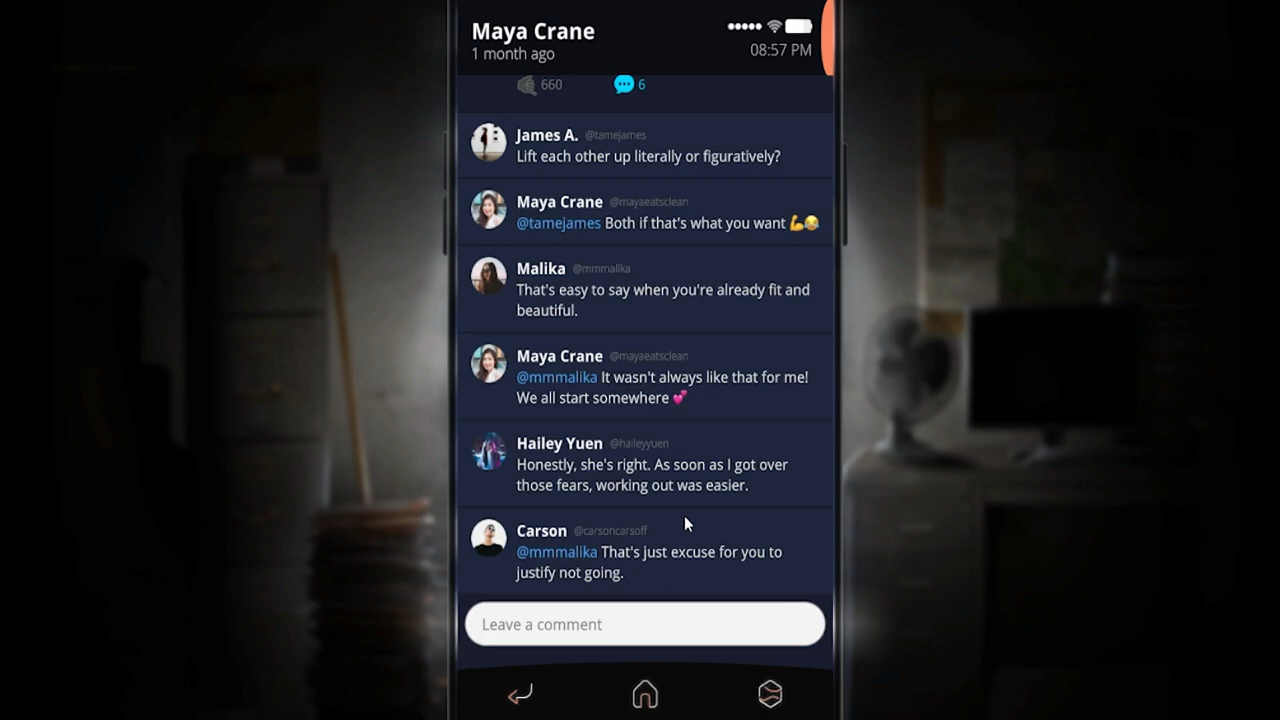 Maya Crane
1 month ago
08:57 PM
660
6
James A. @tamejames
Lift each other up literally or figuratively?
Maya Crane @mayaeatsclean
@tamejames Both if that's what you want 💪😂
Malika @mmmalika
That's easy to say when you're already fit and
beautiful.
Maya Crane @mayaeatsclean
@mmmalika It wasn't always like that for me!
We all start somewhere 💕
Hailey Yuen @haileyyuen
Honestly, she's right. As soon as I got over
those fears, working out was easier.
Carson @carsoncarsoff
@mmmalika That's just excuse for you to
justify not going.
Leave a comment